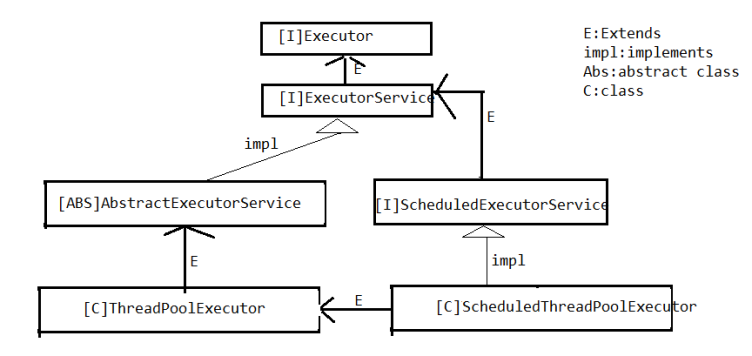 [I]Executor
E:Extends
impl:implements
Abs:abstract class
C:class
E
[I]ExecutorService
E
impl
[ABS]AbstractExecutorService
[I]ScheduledExecutorService
E
impl
[C]ThreadPoolExecutor
E
[C]ScheduledThreadPoolExecutor